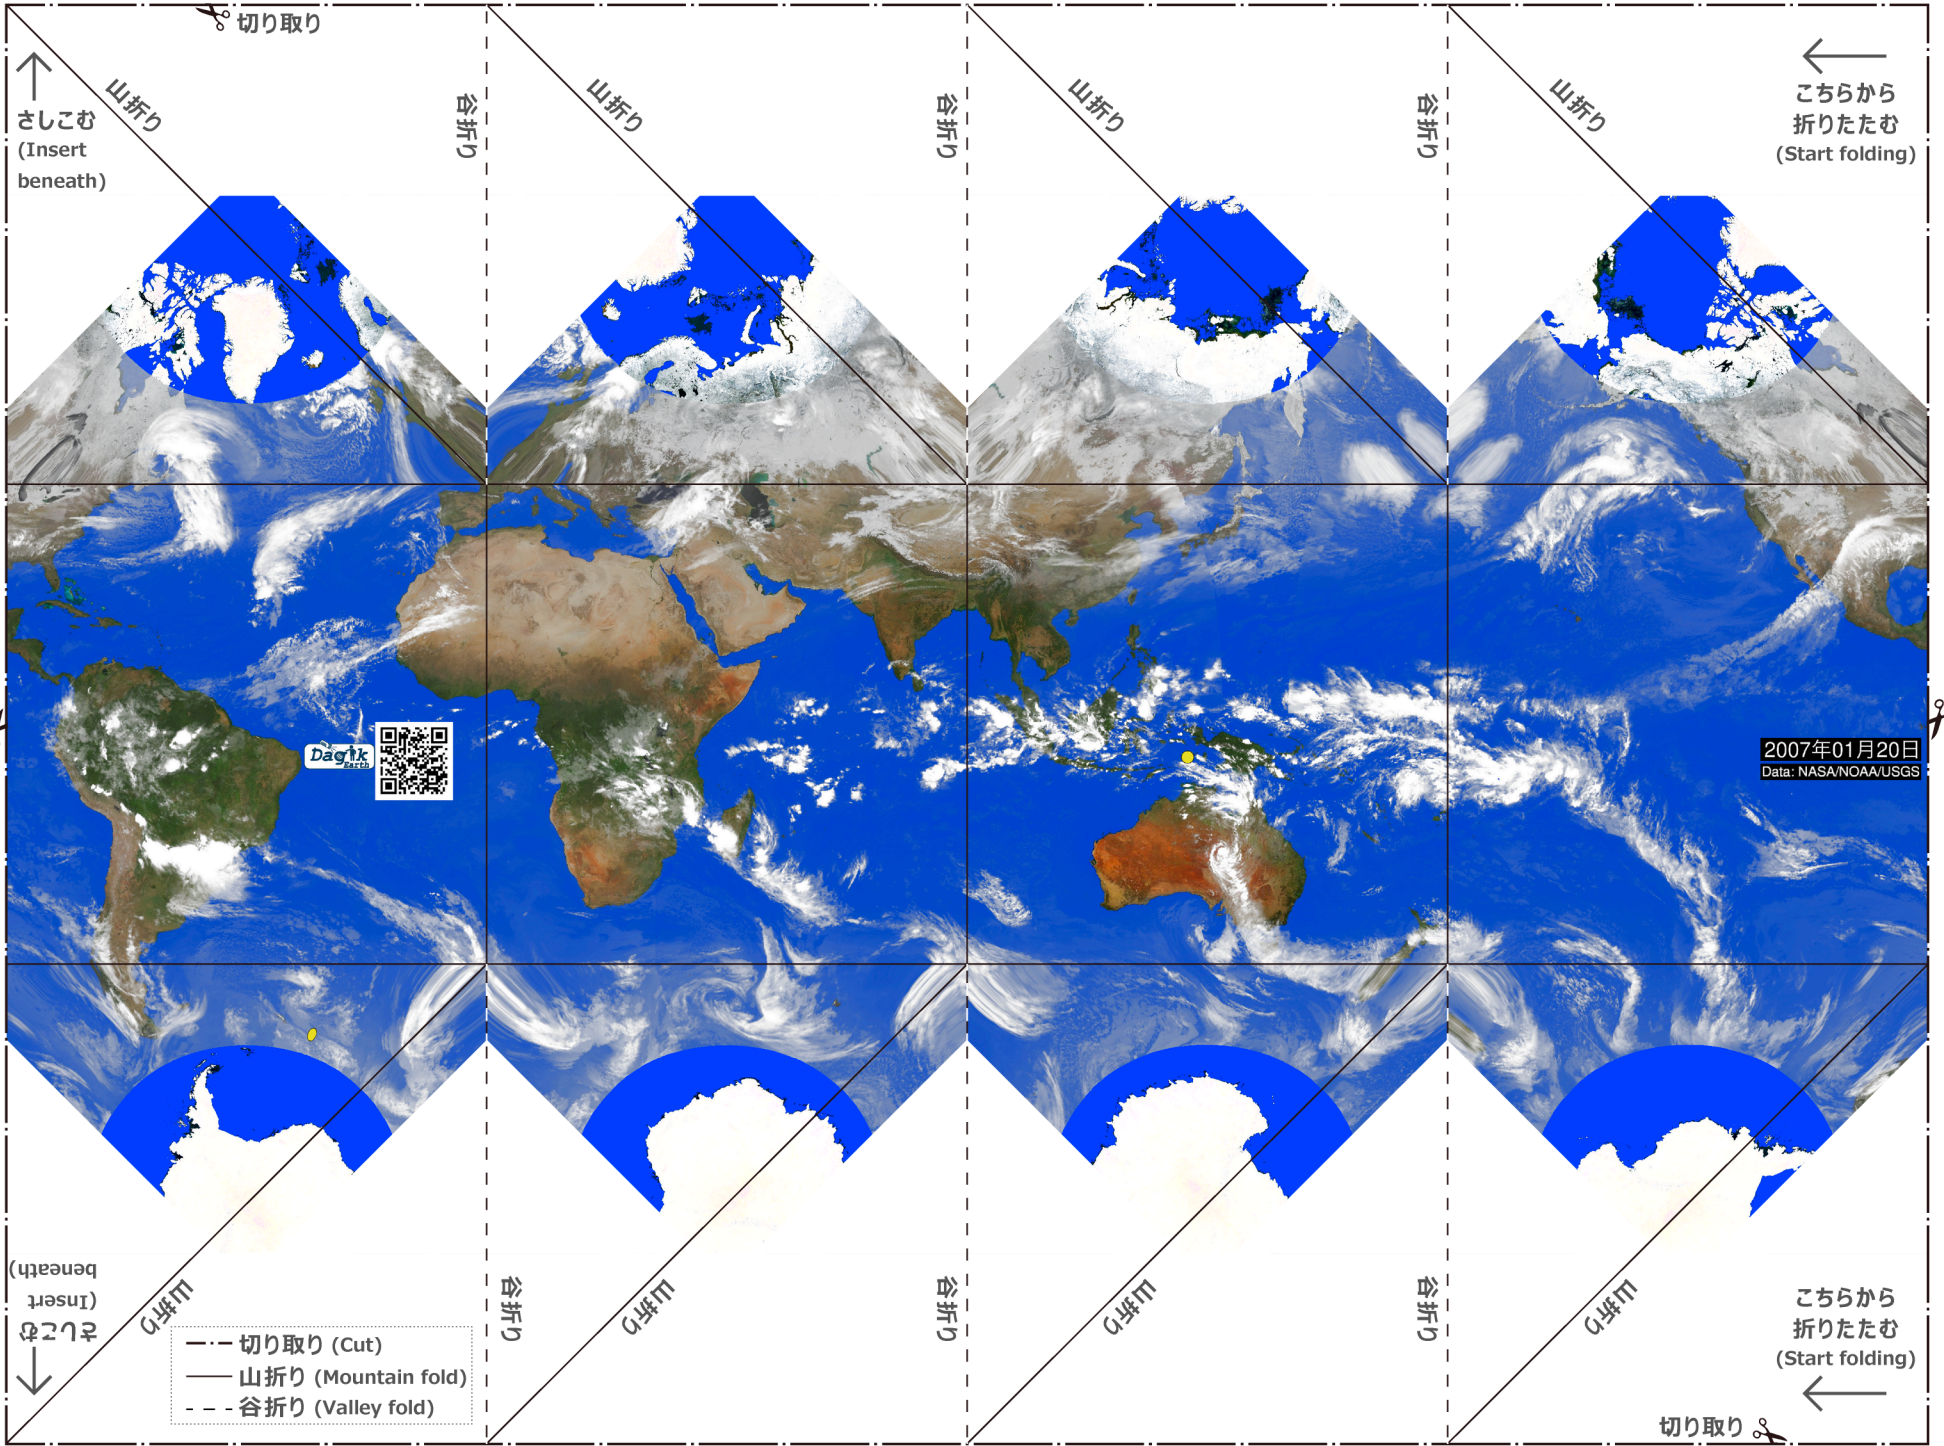 切り取り
山折り
谷折り
山折り
谷折り
山折り
谷折り
山折り
さしこむ
(Insert
beneath)
こちらから
折りたたむ
(Start folding)
Dagik
Earth
2007年01月20日
Data: NASA/NOAA/USGS
さしこむ
(Insert
beneath)
山折り
谷折り
山折り
谷折り
山折り
谷折り
山折り
こちらから
折りたたむ
(Start folding)
切り取り (Cut)
山折り (Mountain fold)
谷折り (Valley fold)
切り取り